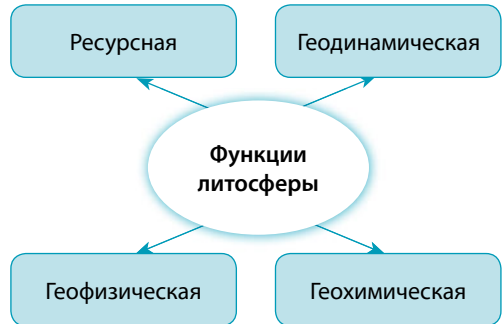 Ресурсная
Геодинамическая
Функции
литосферы
Геофизическая
Геохимическая